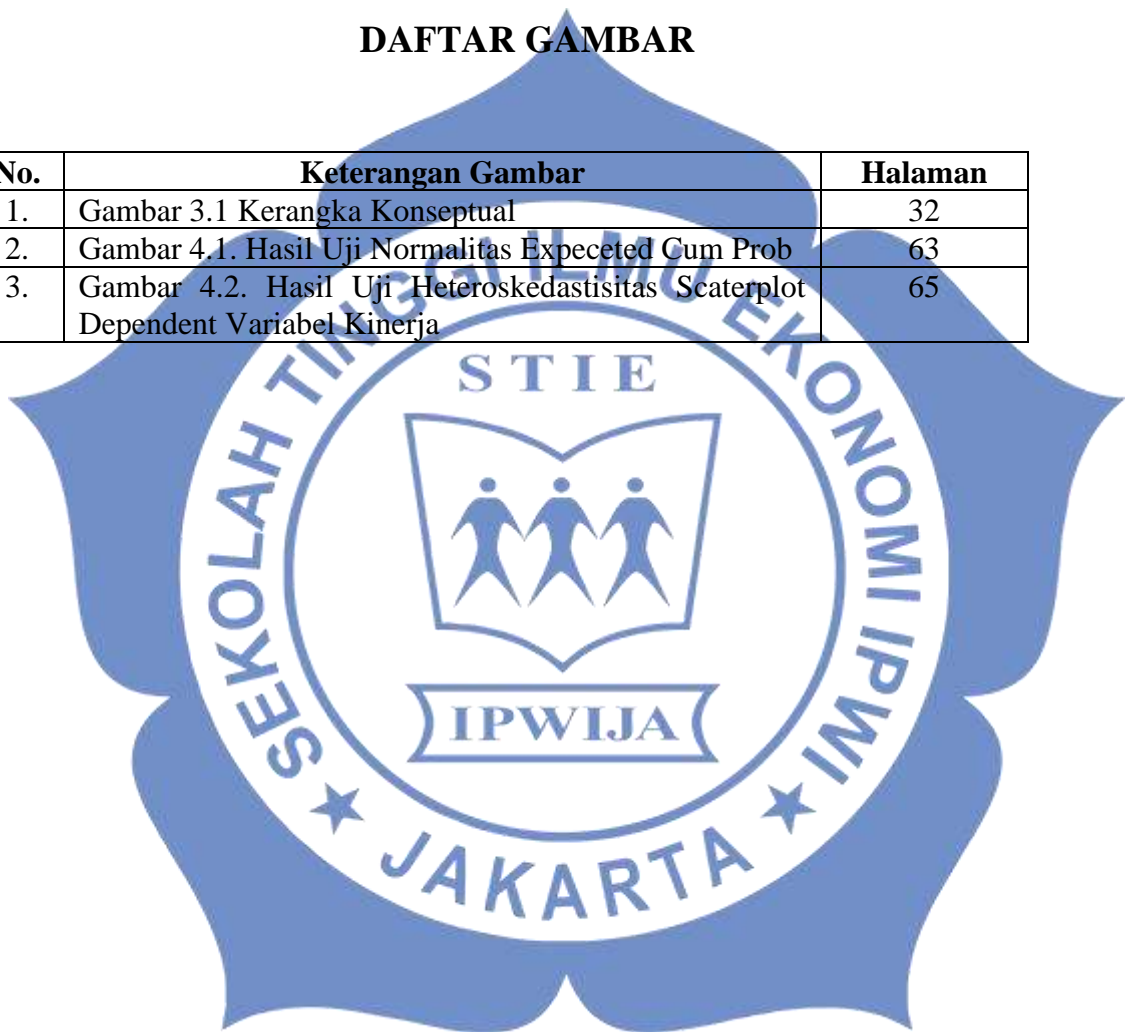 DAFTAR GAMBAR
No. Keterangan Gambar Halaman
1. Gambar 3.1 Kerangka Konseptual 32
2. Gambar 4.1. Hasil Uji Normalitas Expeceted Cum Prob 63
3. Gambar 4.2. Hasil Uji Heteroskedastisitas Scaterplot 65
Dependent Variabel Kinerja
SEKOLAH TINGGI ILMU EKONOMI IPWI
STIE
IPWIJA
JAKARTA